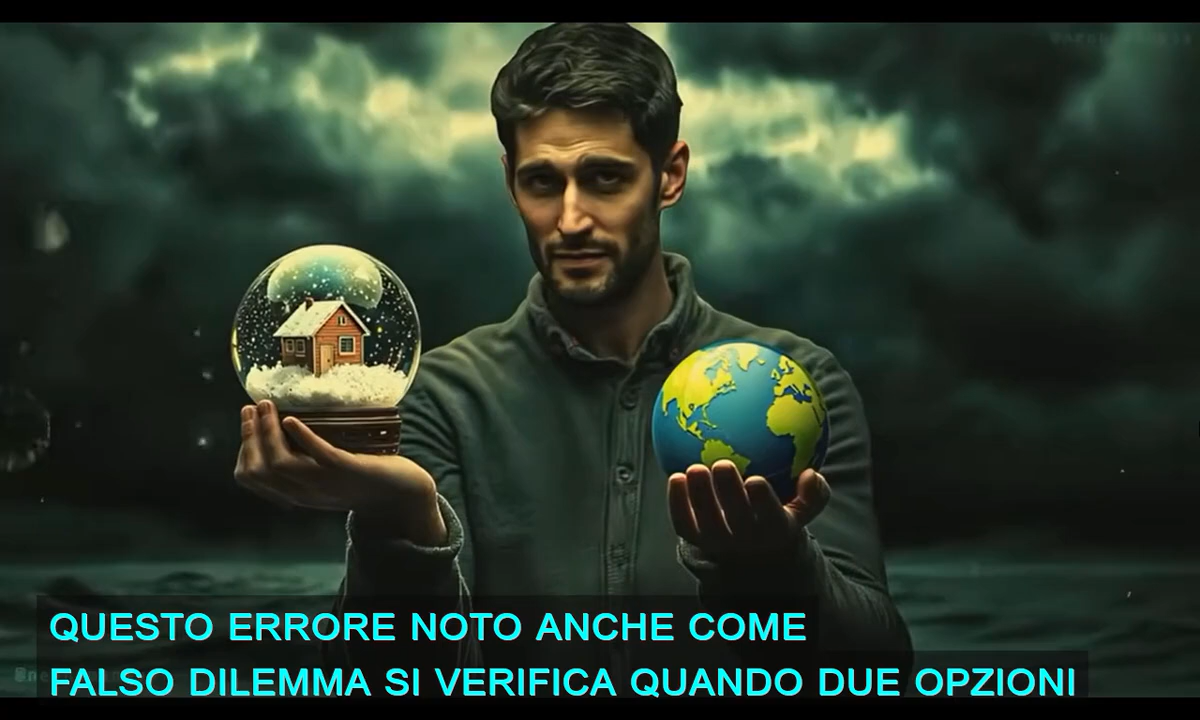 QUESTO ERRORE NOTO ANCHE COME
FALSO DILEMMA SI VERIFICA QUANDO DUE OPZIONI